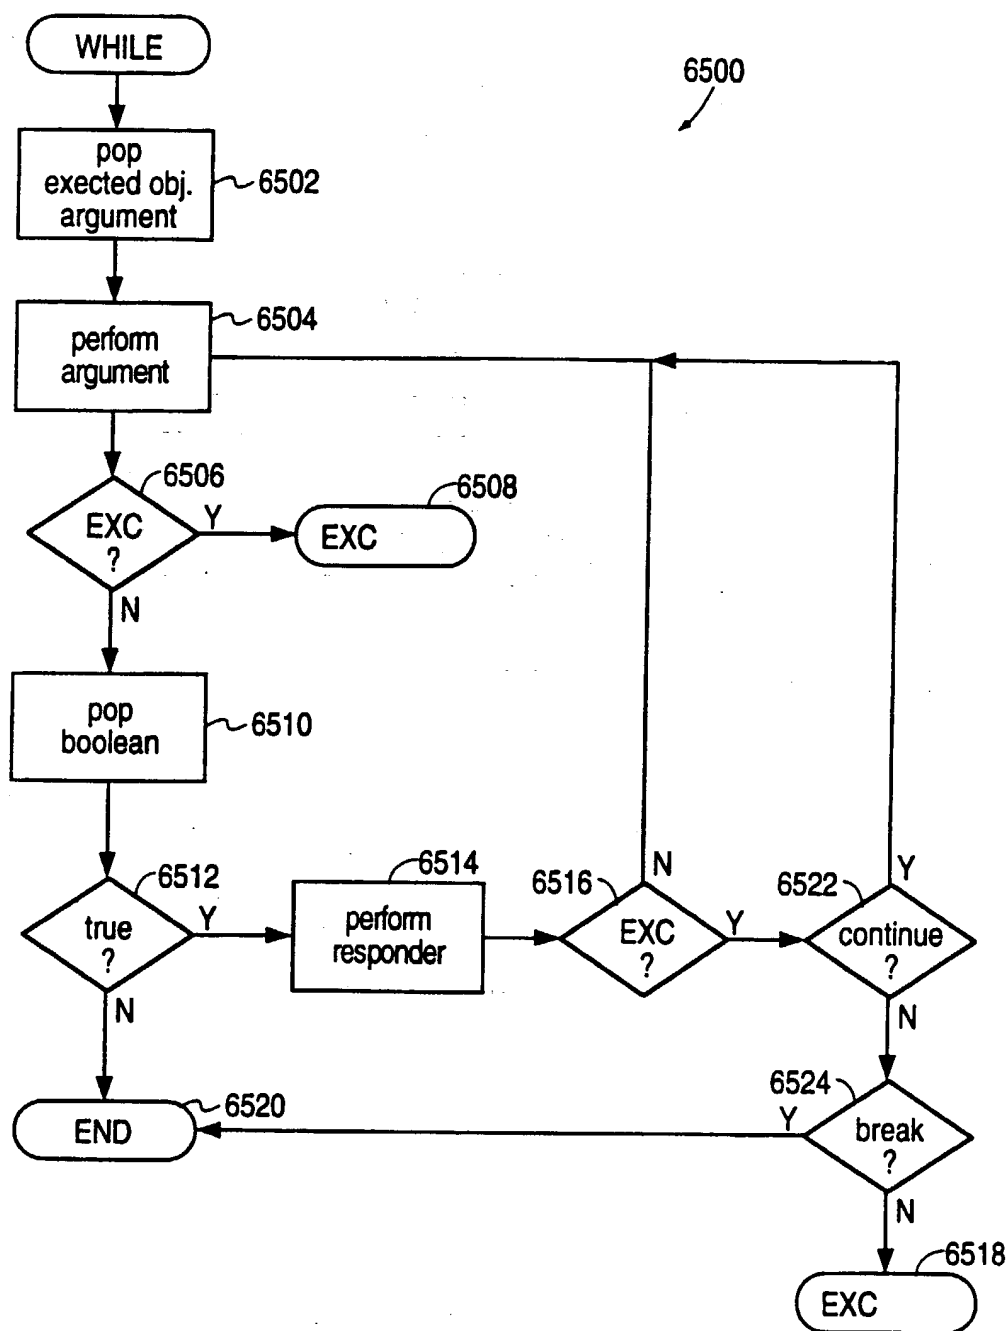 WHILE
6500
pop
exected obj.
argument
6502
6504
perform
argument
6506
EXC
?
Y
6508
EXC
N
pop
boolean
6510
6512
true
?
Y
N
6514
perform
responder
6516
EXC
?
N
Y
6522
continue
?
Y
N
6520
END
6524
break
?
Y
N
6518
EXC